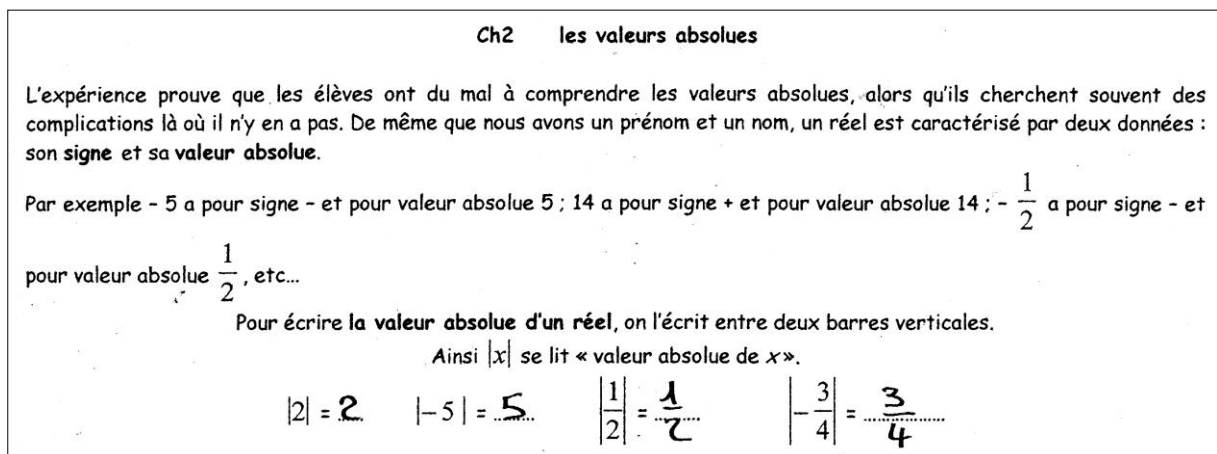 Ch2 les valeurs absolues
L'expérience prouve que les élèves ont du mal à comprendre les valeurs absolues, alors qu'ils cherchent souvent des
complications là où il n'y en a pas. De même que nous avons un prénom et un nom, un réel est caractérisé par deux données :
son signe et sa valeur absolue.
Par exemple - 5 a pour signe - et pour valeur absolue 5 ; 14 a pour signe + et pour valeur absolue 14 ; - 1/2 a pour signe - et
pour valeur absolue 1/2 , etc...
Pour écrire la valeur absolue d'un réel, on l'écrit entre deux barres verticales.
Ainsi |x| se lit « valeur absolue de x».
|2| = 2 |-5| = 5 |1/2| = 1/2 |-3/4| = 3/4